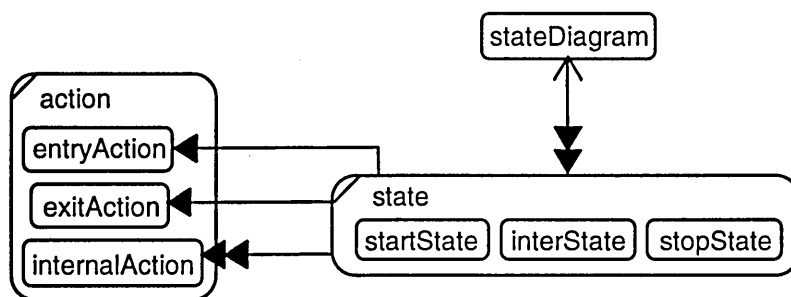 stateDiagram
action
entryAction
exitAction
internalAction
state
startState interState stopState